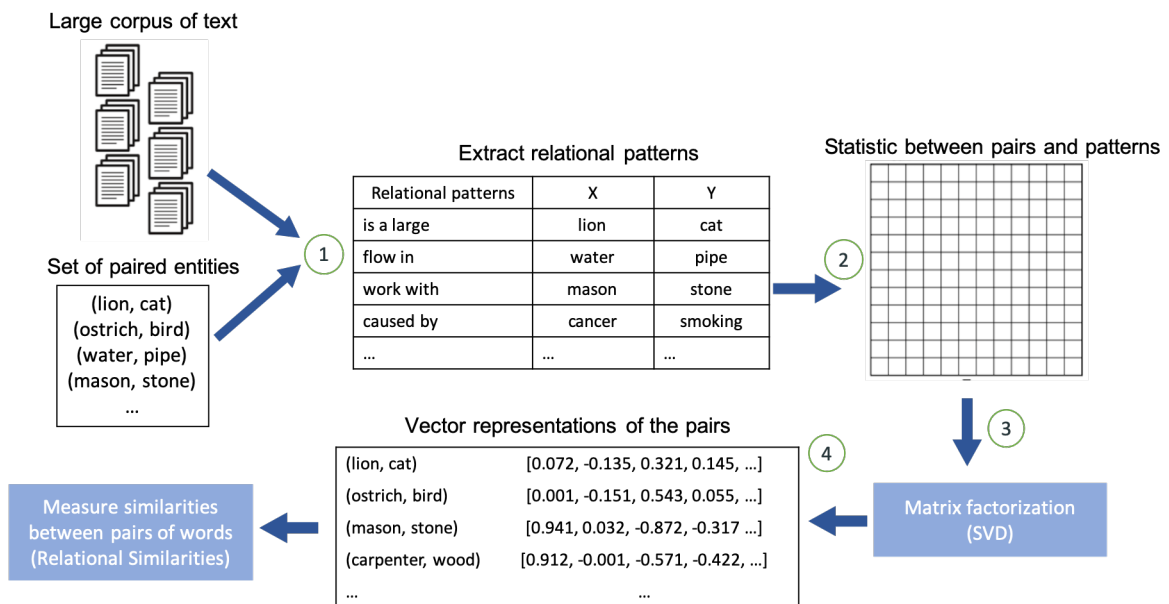 Large corpus of text
Set of paired entities
(lion, cat)
(ostrich, bird)
(water, pipe)
(mason, stone)
...
1
Extract relational patterns
Relational patterns X Y
is a large lion cat
flow in water pipe
work with mason stone
caused by cancer smoking
... ... ...
2
Statistic between pairs and patterns
3
Matrix factorization
(SVD)
4
Vector representations of the pairs
(lion, cat) [0.072, -0.135, 0.321, 0.145, ...]
(ostrich, bird) [0.001, -0.151, 0.543, 0.055, ...]
(mason, stone) [0.941, 0.032, -0.872, -0.317 ...]
(carpenter, wood) [0.912, -0.001, -0.571, -0.422, ...]
... ...
Measure similarities
between pairs of words
(Relational Similarities)